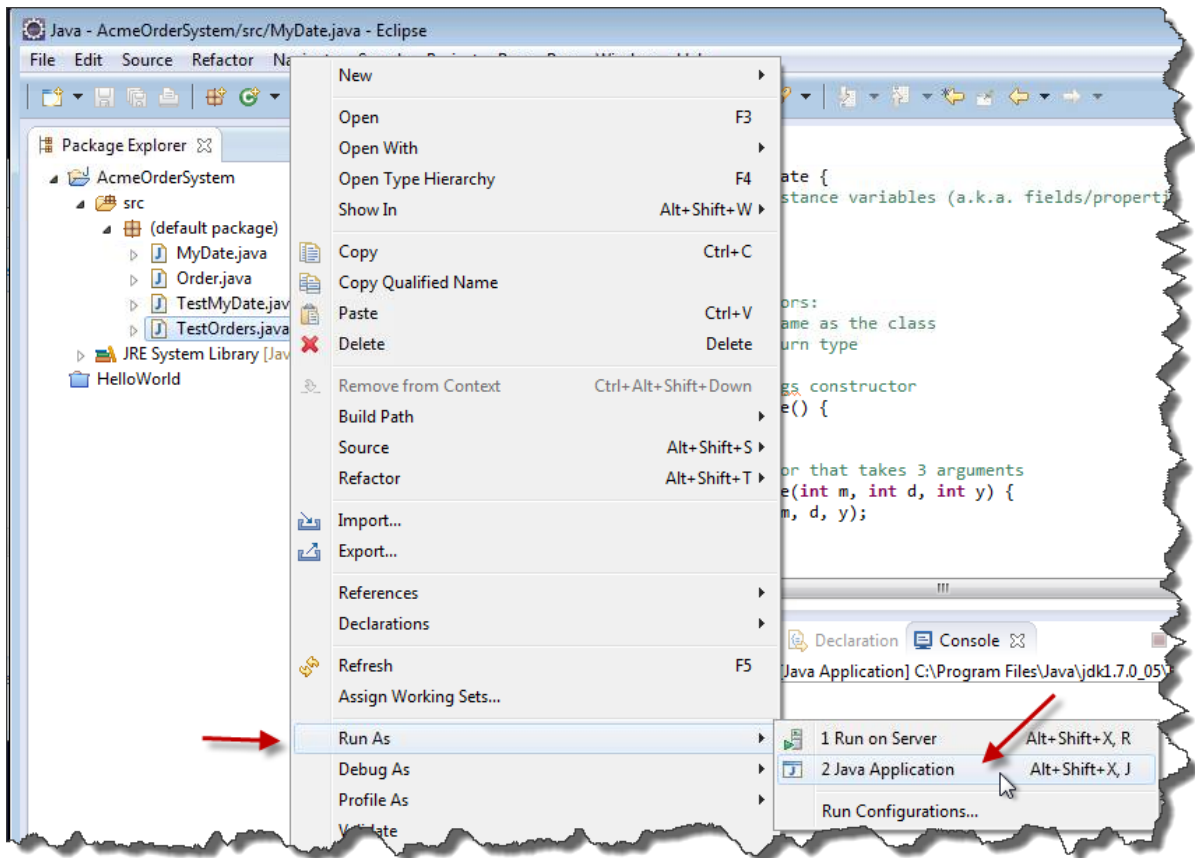 Java - AcmeOrderSystem/src/MyDate.java - Eclipse
File Edit Source Refactor
Package Explorer
AcmeOrderSystem
src
(default package)
MyDate.java
Order.java
TestMyDate.jav
TestOrders.java
JRE System Library [Jav
HelloWorld
New
Open F3
Open With
Open Type Hierarchy F4
Show In Alt+Shift+W
Copy Ctrl+C
Copy Qualified Name
Paste Ctrl+V
Delete Delete
Remove from Context Ctrl+Alt+Shift+Down
Build Path
Source Alt+Shift+S
Refactor Alt+Shift+T
Import...
Export...
References
Declarations
Refresh F5
Assign Working Sets...
Run As
Debug As
Profile As
Validate
ate {
stance variables (a.k.a. fields/properti
ors:
ame as the class
urn type
gs constructor
e() {
or that takes 3 arguments
e(int m, int d, int y) {
m, d, y);
Declaration Console
[Java Application] C:\Program Files\Java\jdk1.7.0_05\
1 Run on Server Alt+Shift+X, R
2 Java Application Alt+Shift+X, J
Run Configurations...